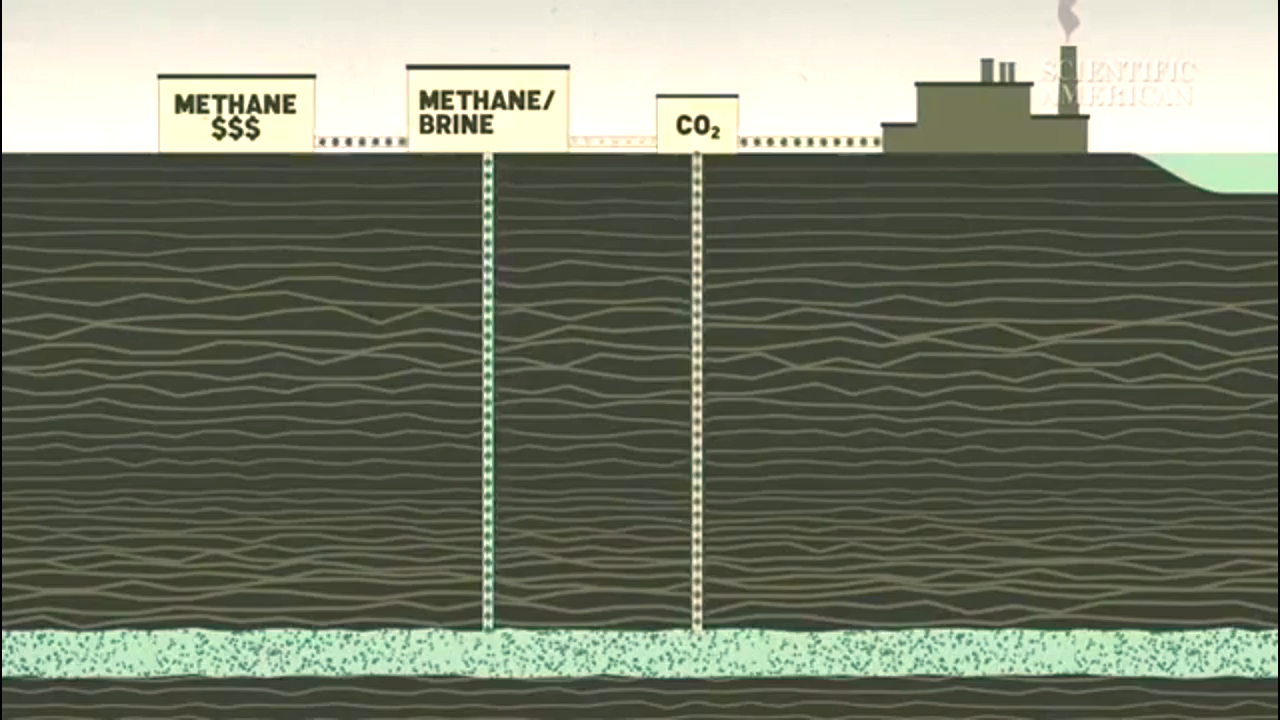 METHANE
$$$
METHANE/
BRINE
CO₂
SCIENTIFIC
AMERICAN